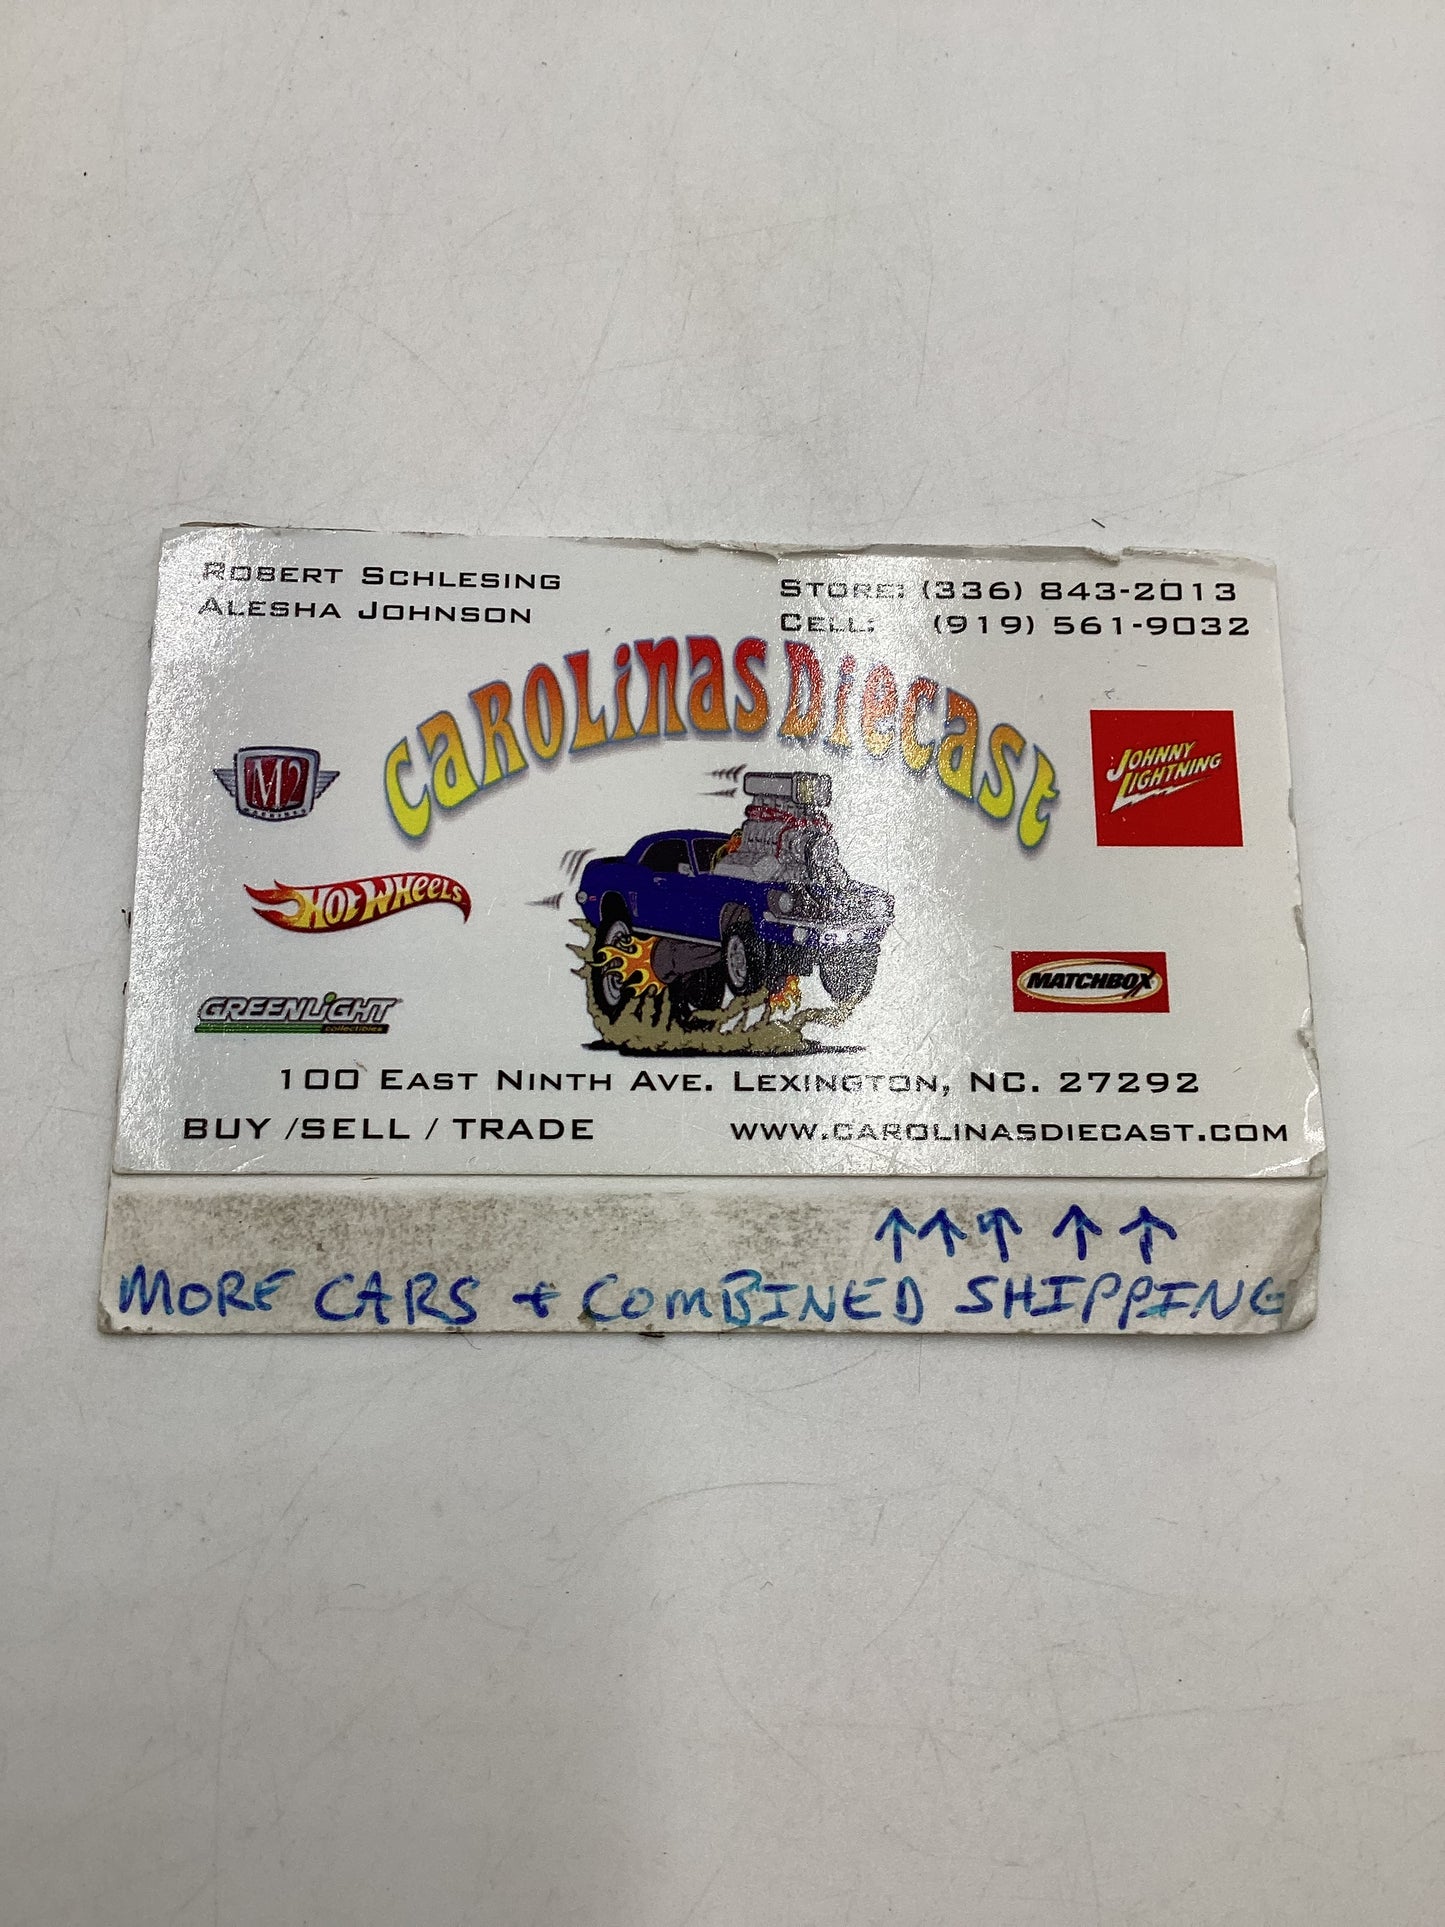 ROBERT SCHLESING
ALESHA JOHNSON
STORE: (336) 843-2013
CELL: (919) 561-9032
CAROLiNAS DiECAST
M2
MACHINES
JOHNNY
LIGHTNING
HOT WHEELS
MATCHBOX
GREENLiGHT
collectibles
100 EAST NINTH AVE. LEXINGTON, NC. 27292
BUY /SELL / TRADE
WWW.CAROLINASDIECAST.COM
↑↑↑↑↑
MORE CARS + COMBINED SHIPPING